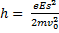 h = eEs²/2mv₀²